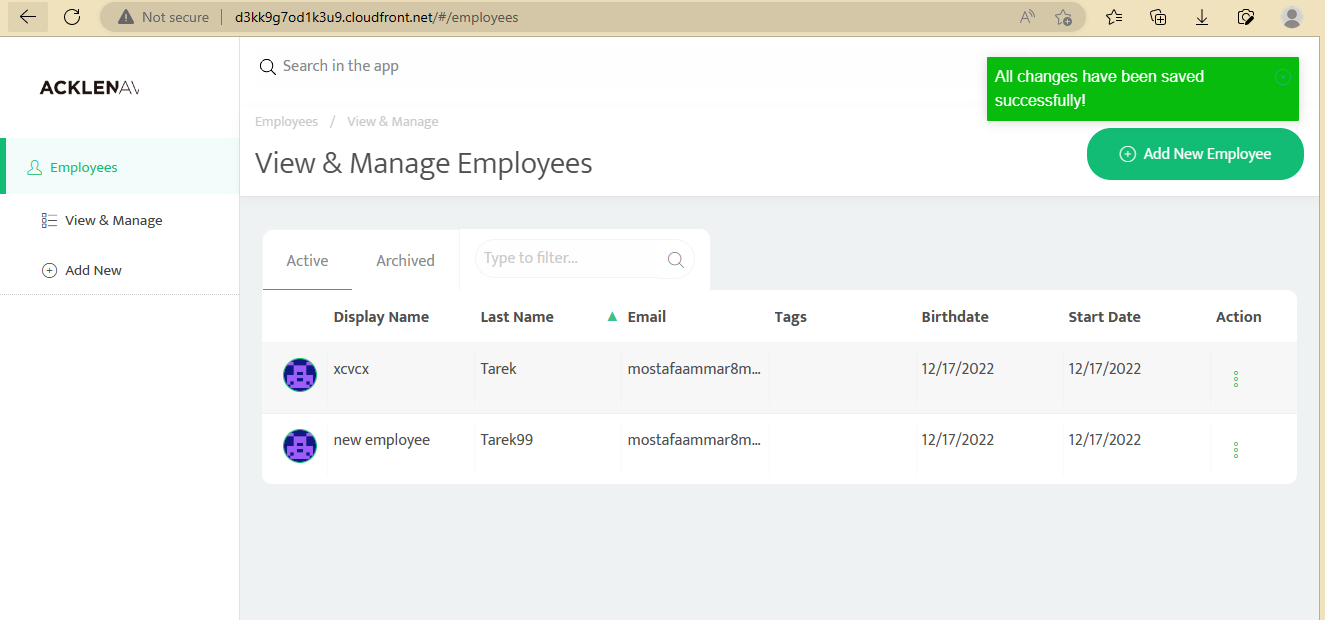 Not secure
d3kk9g7od1k3u9.cloudfront.net/#/employees
ACKLENAV
Search in the app
All changes have been saved
successfully!
Employees / View & Manage
View & Manage Employees
Add New Employee
Employees
View & Manage
Add New
Active
Archived
Type to filter...
Display Name Last Name Email Tags Birthdate Start Date Action
xcvcx Tarek mostafaammar8m... 12/17/2022 12/17/2022
new employee Tarek99 mostafaammar8m... 12/17/2022 12/17/2022